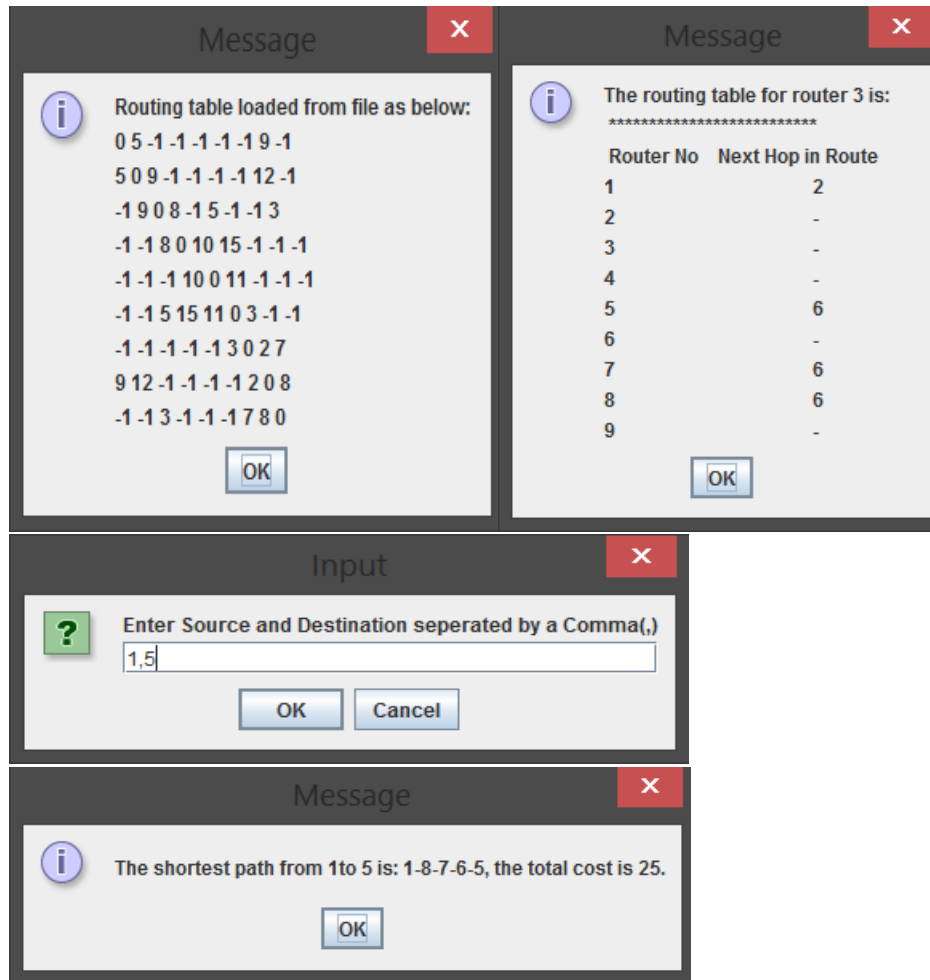 Message
x
Routing table loaded from file as below:
0 5 -1 -1 -1 -1 -1 9 -1
5 0 9 -1 -1 -1 -1 12 -1
-1 9 0 8 -1 5 -1 -1 3
-1 -1 8 0 10 15 -1 -1 -1
-1 -1 -1 10 0 11 -1 -1 -1
-1 -1 5 15 11 0 3 -1 -1
-1 -1 -1 -1 -1 3 0 2 7
9 12 -1 -1 -1 -1 2 0 8
-1 -1 3 -1 -1 -1 7 8 0
OK
Message
x
The routing table for router 3 is:
**************************
Router No Next Hop in Route
1 2
2 -
3 -
4 -
5 6
6 -
7 6
8 6
9 -
OK
Input
x
? Enter Source and Destination seperated by a Comma(,)
1,5
OK Cancel
Message
x
i The shortest path from 1to 5 is: 1-8-7-6-5, the total cost is 25.
OK